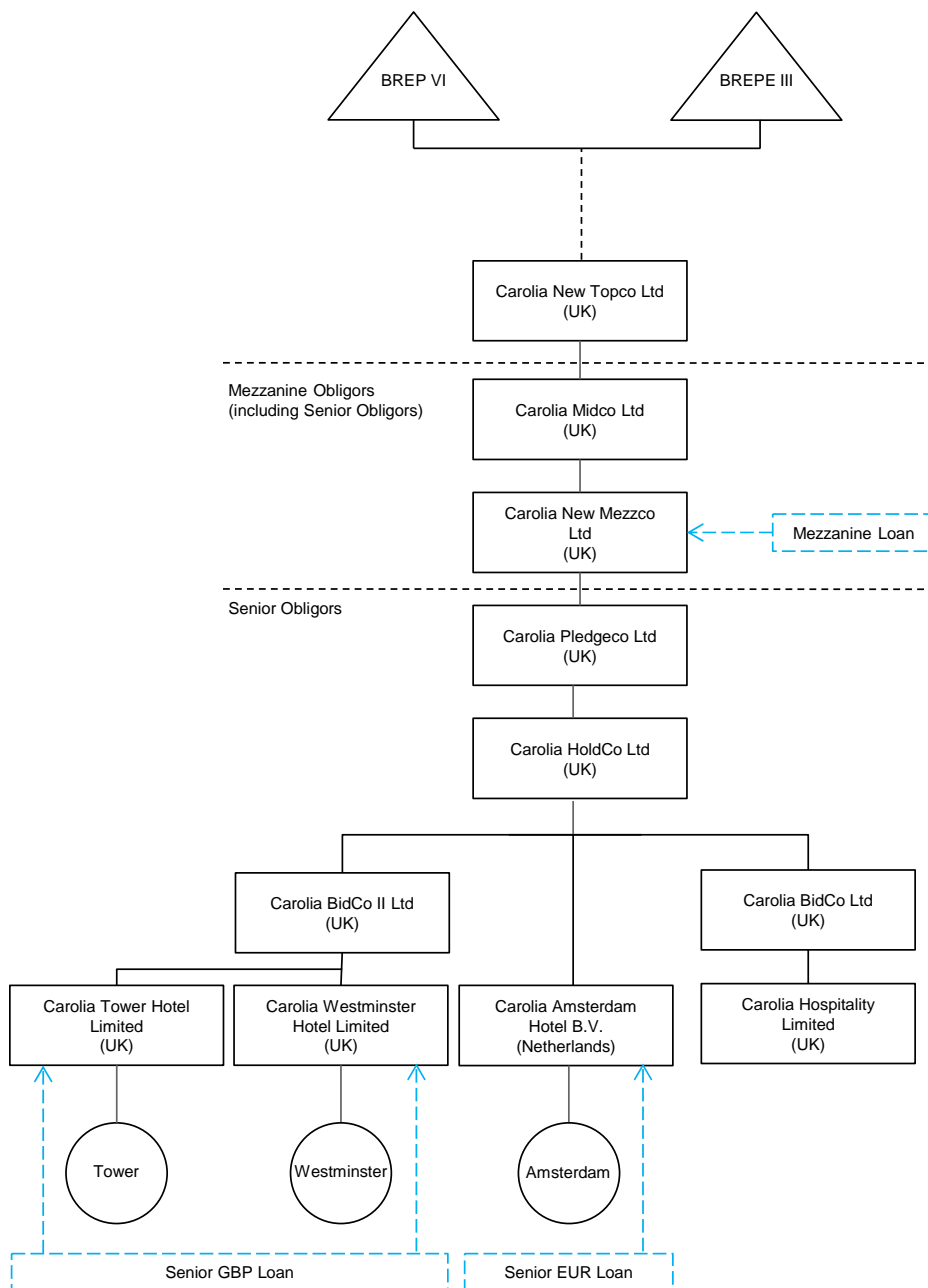 BREP VI
BREPE III
Carolia New Topco Ltd
(UK)
Mezzanine Obligors
(including Senior Obligors)
Carolia Midco Ltd
(UK)
Carolia New Mezzco
Ltd
(UK)
Mezzanine Loan
Senior Obligors
Carolia Pledgeco Ltd
(UK)
Carolia HoldCo Ltd
(UK)
Carolia BidCo II Ltd
(UK)
Carolia BidCo Ltd
(UK)
Carolia Tower Hotel
Limited
(UK)
Carolia Westminster
Hotel Limited
(UK)
Carolia Amsterdam
Hotel B.V.
(Netherlands)
Carolia Hospitality
Limited
(UK)
Tower
Westminster
Amsterdam
Senior GBP Loan
Senior EUR Loan